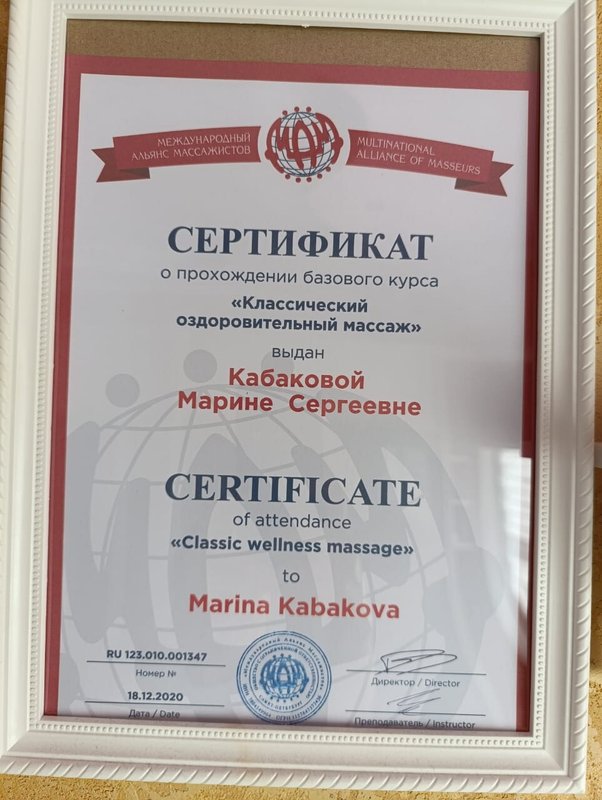 МЕЖДУНАРОДНЫЙ
АЛЬЯНС МАССАЖИСТОВ
МАМ
MULTINATIONAL
ALLIANCE OF MASSEURS
СЕРТИФИКАТ
о прохождении базового курса
«Классический
оздоровительный массаж»
выдан
Кабаковой
Марине Сергеевне
CERTIFICATE
of attendance
«Classic wellness massage»
to
Marina Kabakova
RU 123.010.001347
Номер №
18.12.2020
Дата / Date
Директор / Director
Преподаватель / Instructor